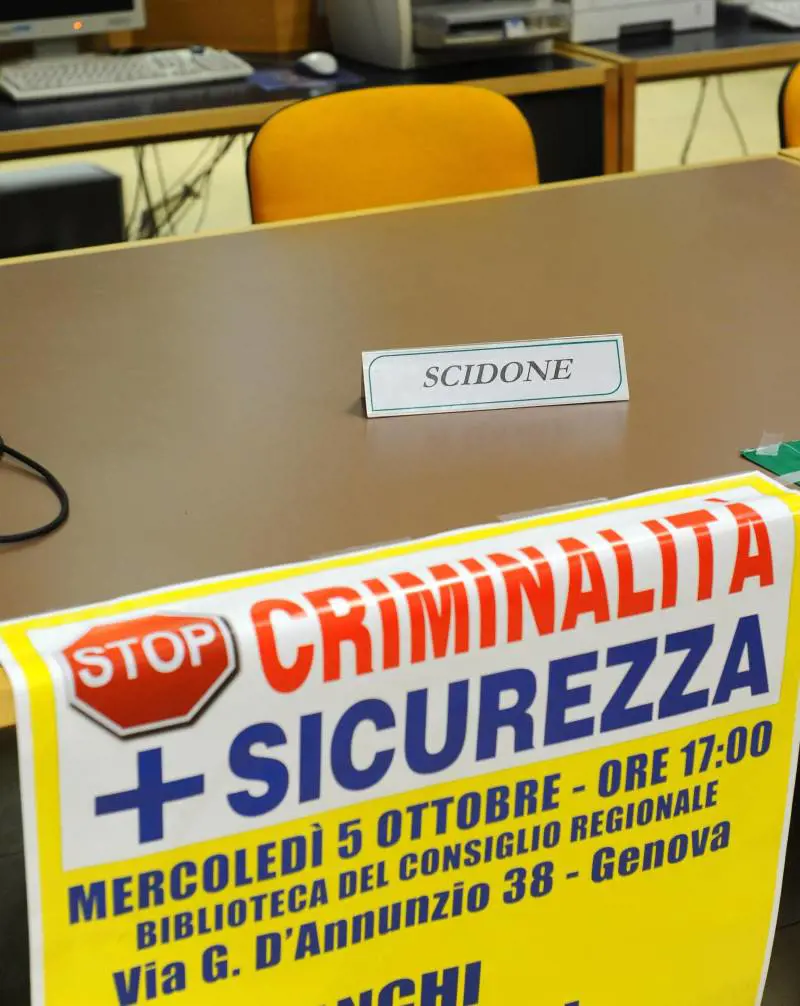 SCIDONE
STOP CRIMINALITÀ
+ SICUREZZA
MERCOLEDÌ 5 OTTOBRE - ORE 17:00
BIBLIOTECA DEL CONSIGLIO REGIONALE
Via G. D'Annunzio 38 - Genova